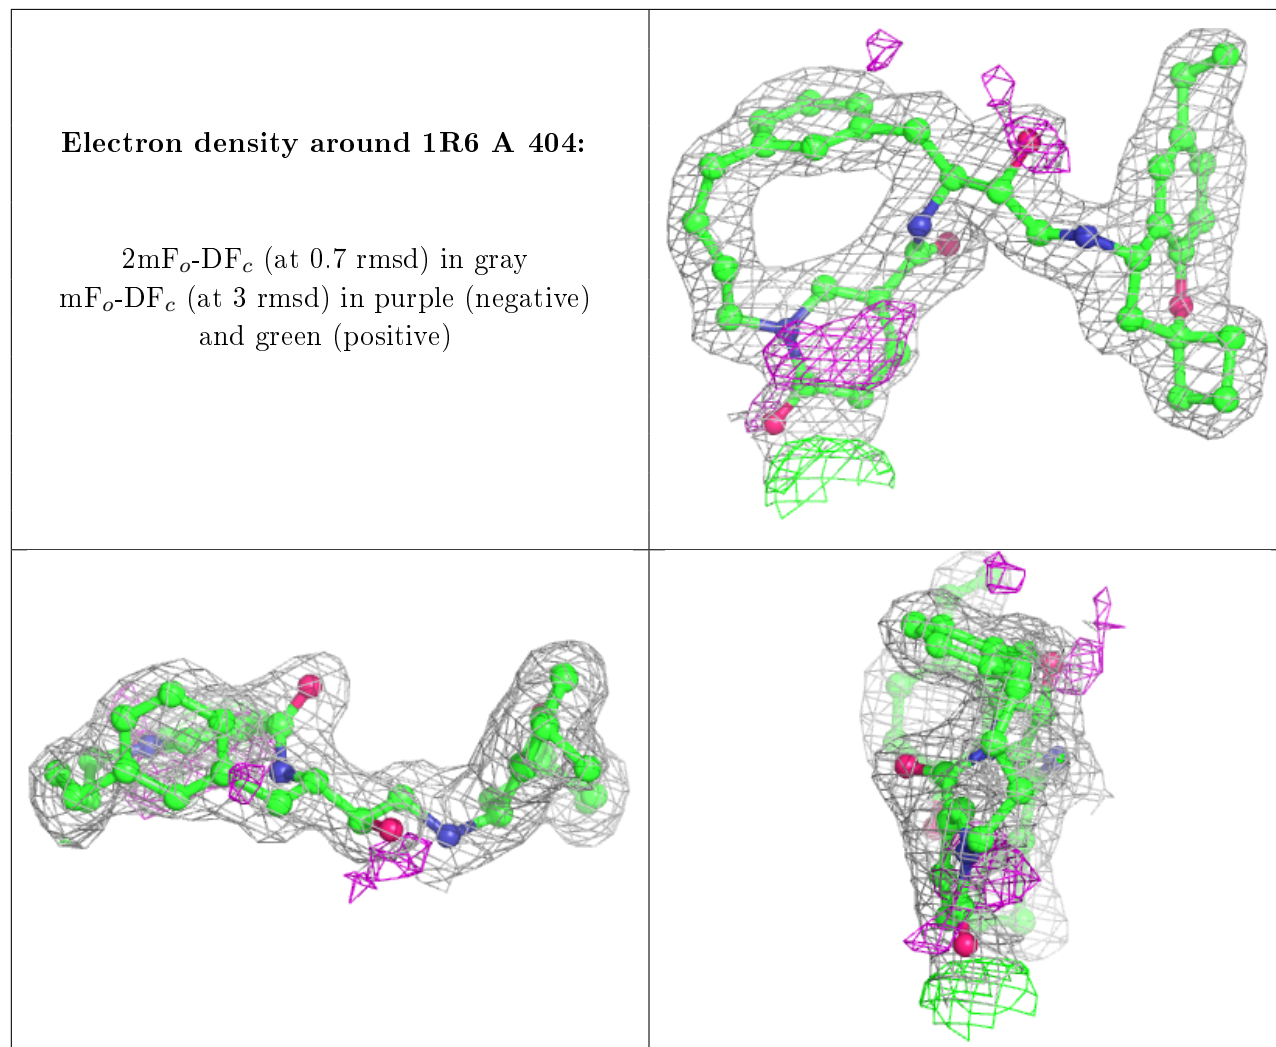 Electron density around 1R6 A 404:
2mFo-DFc (at 0.7 rmsd) in gray
mFo-DFc (at 3 rmsd) in purple (negative)
and green (positive)